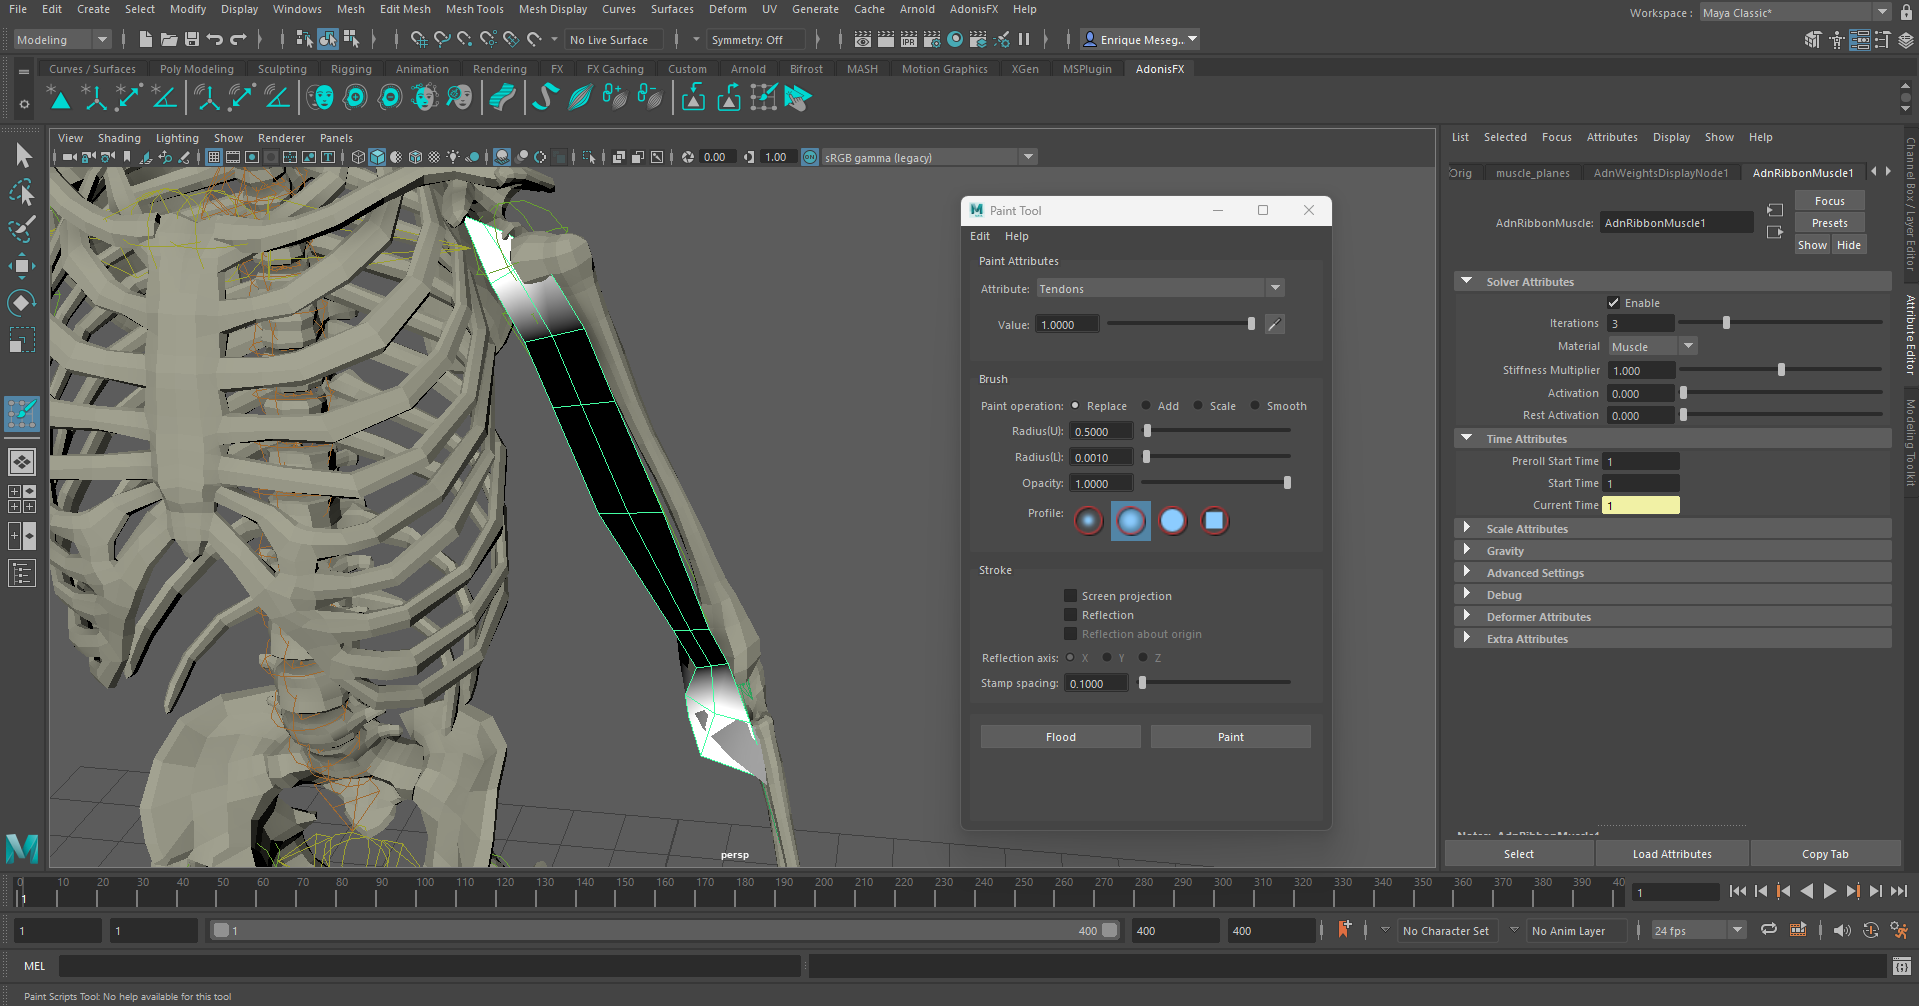 File Edit Create Select Modify Display Windows Mesh Edit Mesh Mesh Tools Mesh Display Curves Surfaces Deform UV Generate Cache Arnold AdonisFX Help
Workspace : Maya Classic*
Modeling No Live Surface Symmetry: Off IPR Enrique Meseg...
Curves / Surfaces Poly Modeling Sculpting Rigging Animation Rendering FX FX Caching Custom Arnold Bifrost MASH Motion Graphics XGen MSPlugin AdonisFX
View Shading Lighting Show Renderer Panels
0.00 1.00 ON sRGB gamma (legacy)
persp
Paint Tool
Edit Help
Paint Attributes
Attribute: Tendons
Value: 1.0000
Brush
Paint operation: Replace Add Scale Smooth
Radius(U): 0.5000
Radius(L): 0.0010
Opacity: 1.0000
Profile:
Stroke
Screen projection
Reflection
Reflection about origin
Reflection axis: X Y Z
Stamp spacing: 0.1000
Flood Paint
List Selected Focus Attributes Display Show Help
Orig muscle_planes AdnWeightsDisplayNode1 AdnRibbonMuscle1
Focus
AdnRibbonMuscle: AdnRibbonMuscle1 Presets
Show Hide
Solver Attributes
Enable
Iterations 3
Material Muscle
Stiffness Multiplier 1.000
Activation 0.000
Rest Activation 0.000
Time Attributes
Preroll Start Time 1
Start Time 1
Current Time 1
Scale Attributes
Gravity
Advanced Settings
Debug
Deformer Attributes
Extra Attributes
Notes: AdnRibbonMuscle1
Select Load Attributes Copy Tab
Channel Box / Layer Editor
Attribute Editor
Modeling Toolkit
0 10 20 30 40 50 60 70 80 90 100 110 120 130 140 150 160 170 180 190 200 210 220 230 240 250 260 270 280 290 300 310 320 330 340 350 360 370 380 390 40
1 1
1 1 1 400 400 400 No Character Set No Anim Layer 24 fps
MEL
Paint Scripts Tool: No help available for this tool